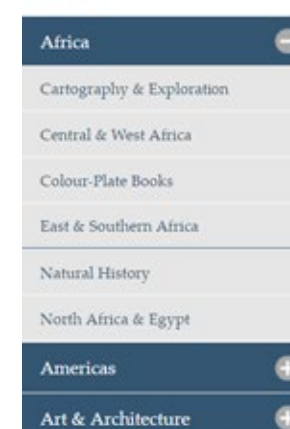 Africa
Cartography & Exploration
Central & West Africa
Colour-Plate Books
East & Southern Africa
Natural History
North Africa & Egypt
Americas
Art & Architecture